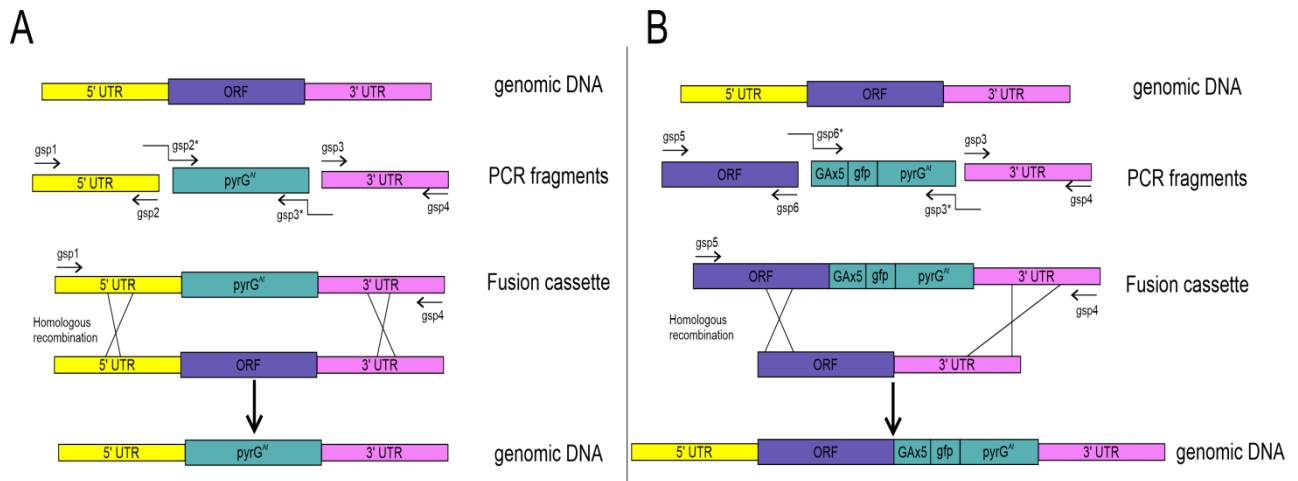 A
5' UTR ORF 3' UTR genomic DNA
gsp1 gsp2* gsp3
5' UTR pyrG^Af 3' UTR PCR fragments
gsp2 gsp3* gsp4
gsp1
5' UTR pyrG^Af 3' UTR Fusion cassette
gsp4
Homologous
recombination
5' UTR ORF 3' UTR
5' UTR pyrG^Af 3' UTR genomic DNA
B
5' UTR ORF 3' UTR genomic DNA
gsp5 gsp6* gsp3
ORF GAx5 gfp pyrG^Af 3' UTR PCR fragments
gsp6 gsp3* gsp4
gsp5
ORF GAx5 gfp pyrG^Af 3' UTR Fusion cassette
gsp4
Homologous
recombination
ORF 3' UTR
5' UTR ORF GAx5 gfp pyrG^Af 3' UTR genomic DNA